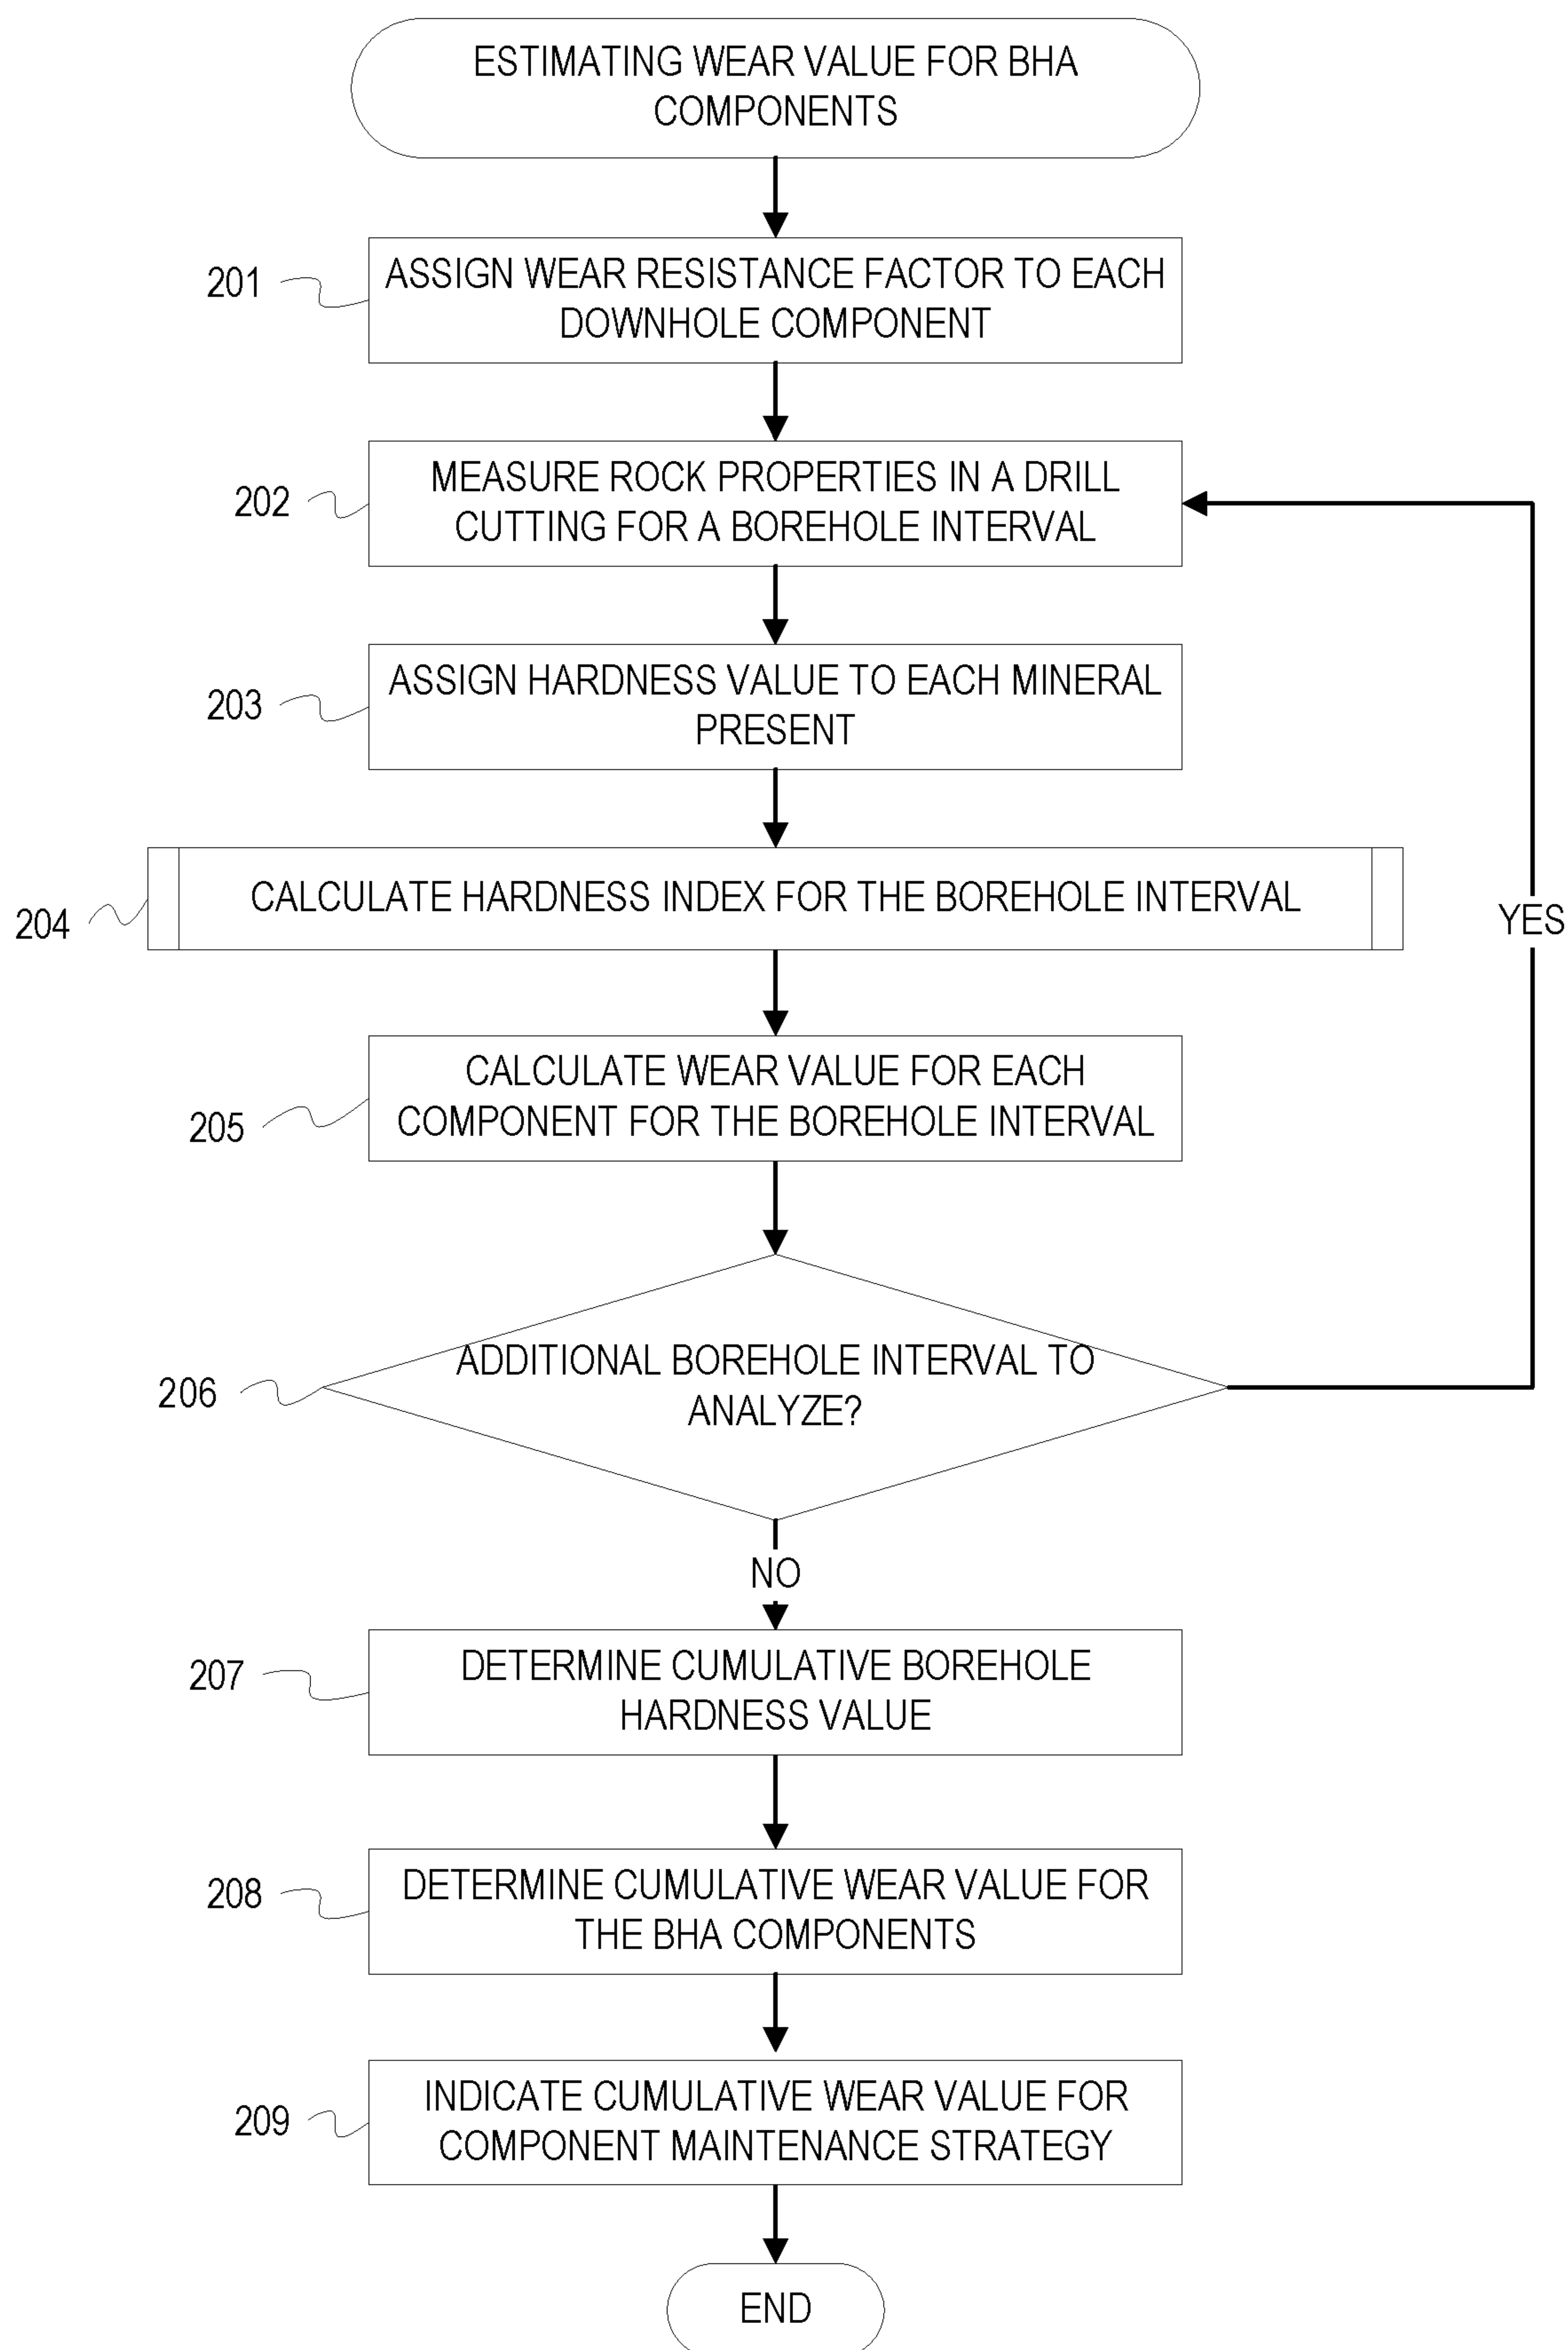 ESTIMATING WEAR VALUE FOR BHA
COMPONENTS
201
ASSIGN WEAR RESISTANCE FACTOR TO EACH
DOWNHOLE COMPONENT
202
MEASURE ROCK PROPERTIES IN A DRILL
CUTTING FOR A BOREHOLE INTERVAL
203
ASSIGN HARDNESS VALUE TO EACH MINERAL
PRESENT
204
CALCULATE HARDNESS INDEX FOR THE BOREHOLE INTERVAL
YES
205
CALCULATE WEAR VALUE FOR EACH
COMPONENT FOR THE BOREHOLE INTERVAL
206
ADDITIONAL BOREHOLE INTERVAL TO
ANALYZE?
NO
207
DETERMINE CUMULATIVE BOREHOLE
HARDNESS VALUE
208
DETERMINE CUMULATIVE WEAR VALUE FOR
THE BHA COMPONENTS
209
INDICATE CUMULATIVE WEAR VALUE FOR
COMPONENT MAINTENANCE STRATEGY
END